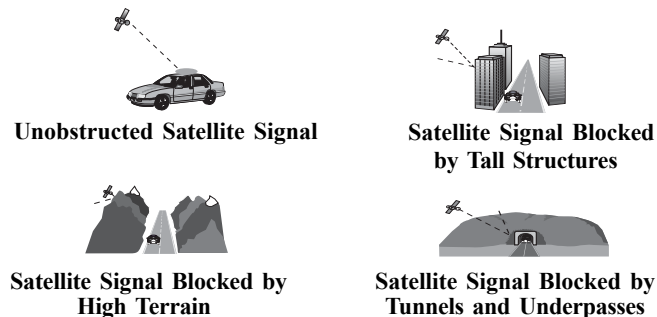 Unobstructed Satellite Signal
Satellite Signal Blocked
by Tall Structures
Satellite Signal Blocked by
High Terrain
Satellite Signal Blocked by
Tunnels and Underpasses